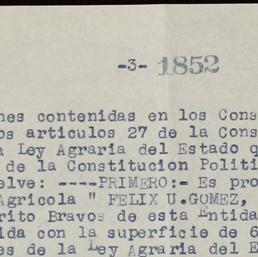 -3- 1852
nes contenidas en los Cons
os articulos 27 de la Cons
a Ley Agraria del Estado q
de de la Constitucion Politi
elve: ----PRIMERO:- Es pro
Agricola " FELIX U.GOMEZ,
rito Bravos de esta Entida
ida con la superficie de 6
es de la Ley Agraria del E